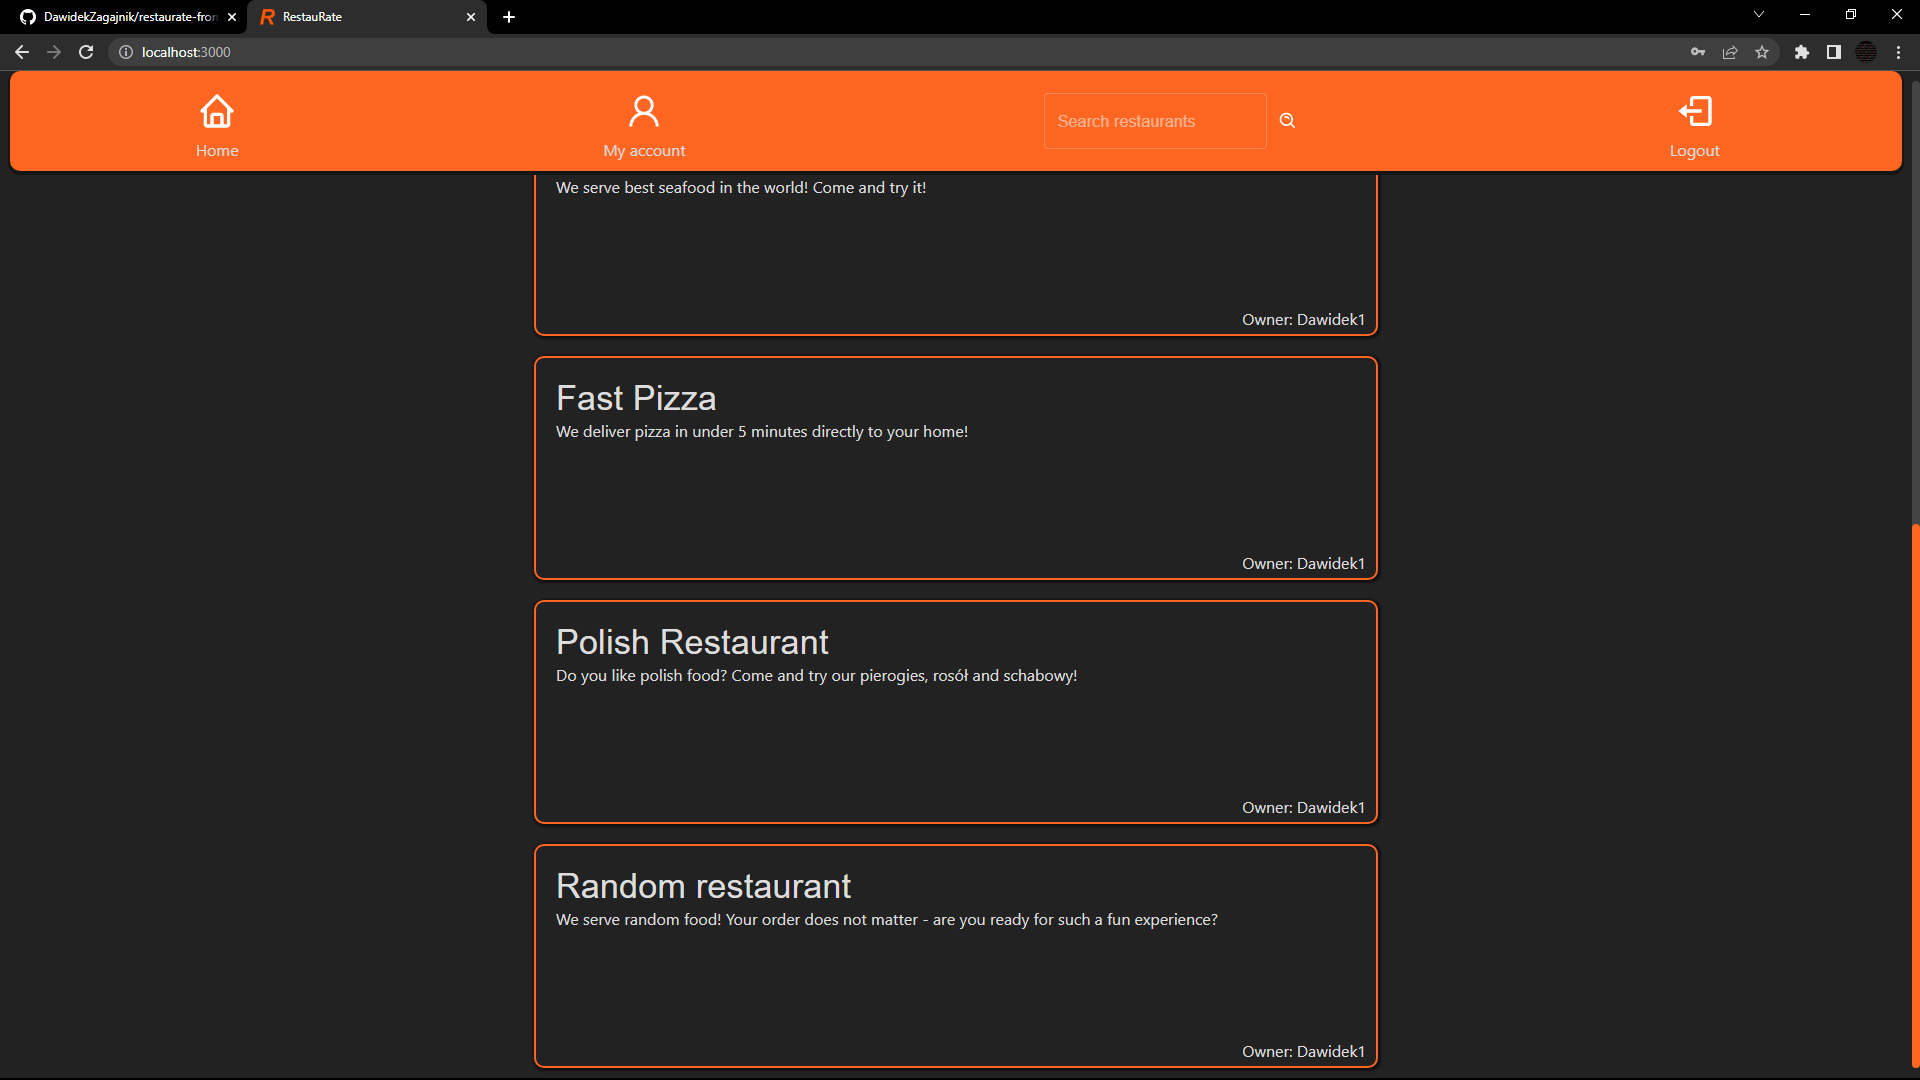 DawidekZagajnik/restaurate-fron
RestauRate
localhost:3000
Home
My account
Search restaurants
Logout
We serve best seafood in the world! Come and try it!
Owner: Dawidek1
Fast Pizza
We deliver pizza in under 5 minutes directly to your home!
Owner: Dawidek1
Polish Restaurant
Do you like polish food? Come and try our pierogies, rosół and schabowy!
Owner: Dawidek1
Random restaurant
We serve random food! Your order does not matter - are you ready for such a fun experience?
Owner: Dawidek1